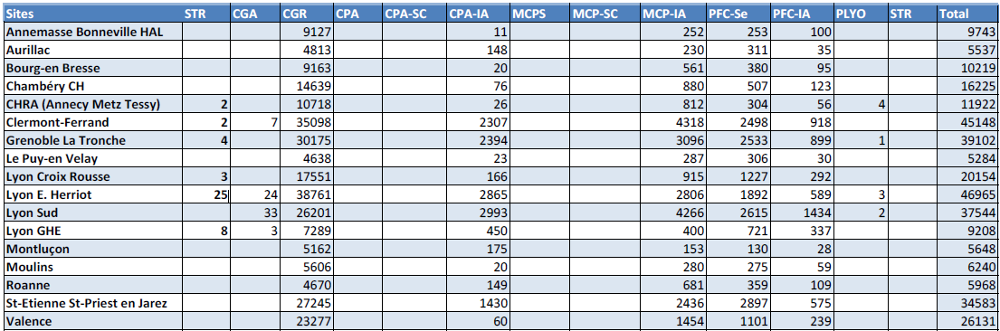 Sites STR CGA CGR CPA CPA-SC CPA-IA MCPS MCP-SC MCP-IA PFC-Se PFC-IA PLYO STR Total
Annemasse Bonneville HAL 9127 11 252 253 100 9743
Aurillac 4813 148 230 311 35 5537
Bourg-en Bresse 9163 20 561 380 95 10219
Chambéry CH 14639 76 880 507 123 16225
CHRA (Annecy Metz Tessy) 2 10718 26 812 304 56 4 11922
Clermont-Ferrand 2 7 35098 2307 4318 2498 918 45148
Grenoble La Tronche 4 30175 2394 3096 2533 899 1 39102
Le Puy-en Velay 4638 23 287 306 30 5284
Lyon Croix Rousse 3 17551 166 915 1227 292 20154
Lyon E. Herriot 25 24 38761 2865 2806 1892 589 3 46965
Lyon Sud 33 26201 2993 4266 2615 1434 2 37544
Lyon GHE 8 3 7289 450 400 721 337 9208
Montluçon 5162 175 153 130 28 5648
Moulins 5606 20 280 275 59 6240
Roanne 4670 149 681 359 109 5968
St-Etienne St-Priest en Jarez 27245 1430 2436 2897 575 34583
Valence 23277 60 1454 1101 239 26131